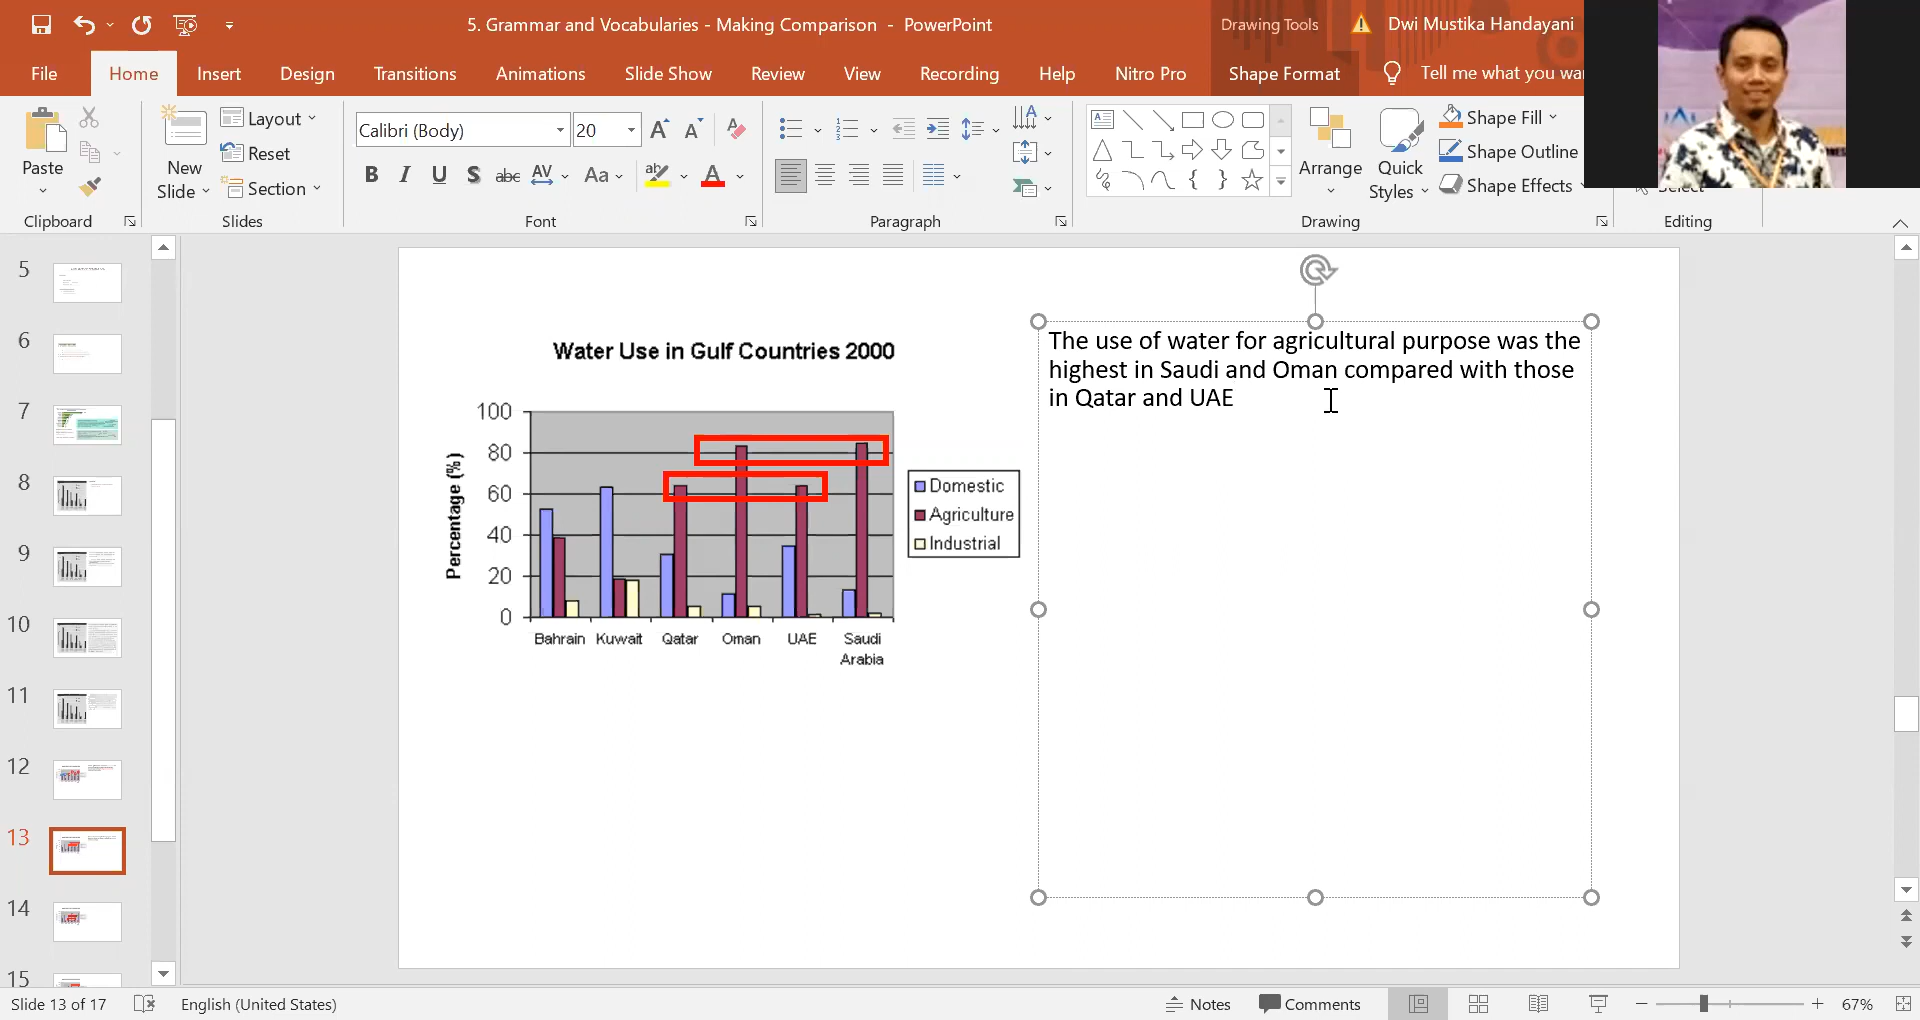 5. Grammar and Vocabularies - Making Comparison - PowerPoint
Drawing Tools
Dwi Mustika Handayani
File Home Insert Design Transitions Animations Slide Show Review View Recording Help Nitro Pro Shape Format Tell me what you
Paste
New
Slide
Layout
Reset
Section
Calibri (Body)
20
Arrange
Quick
Styles
Shape Fill
Shape Outline
Shape Effects
Select
Clipboard
Slides
Font
Paragraph
Drawing
Editing
5
6
7
8
9
10
11
12
13
14
15
Water Use in Gulf Countries 2000
Percentage (%)
100
80
60
40
20
0
Bahrain Kuwait Qatar Oman UAE Saudi
Arabia
Domestic
Agriculture
Industrial
The use of water for agricultural purpose was the
highest in Saudi and Oman compared with those
in Qatar and UAE
Slide 13 of 17
English (United States)
Notes
Comments
67%